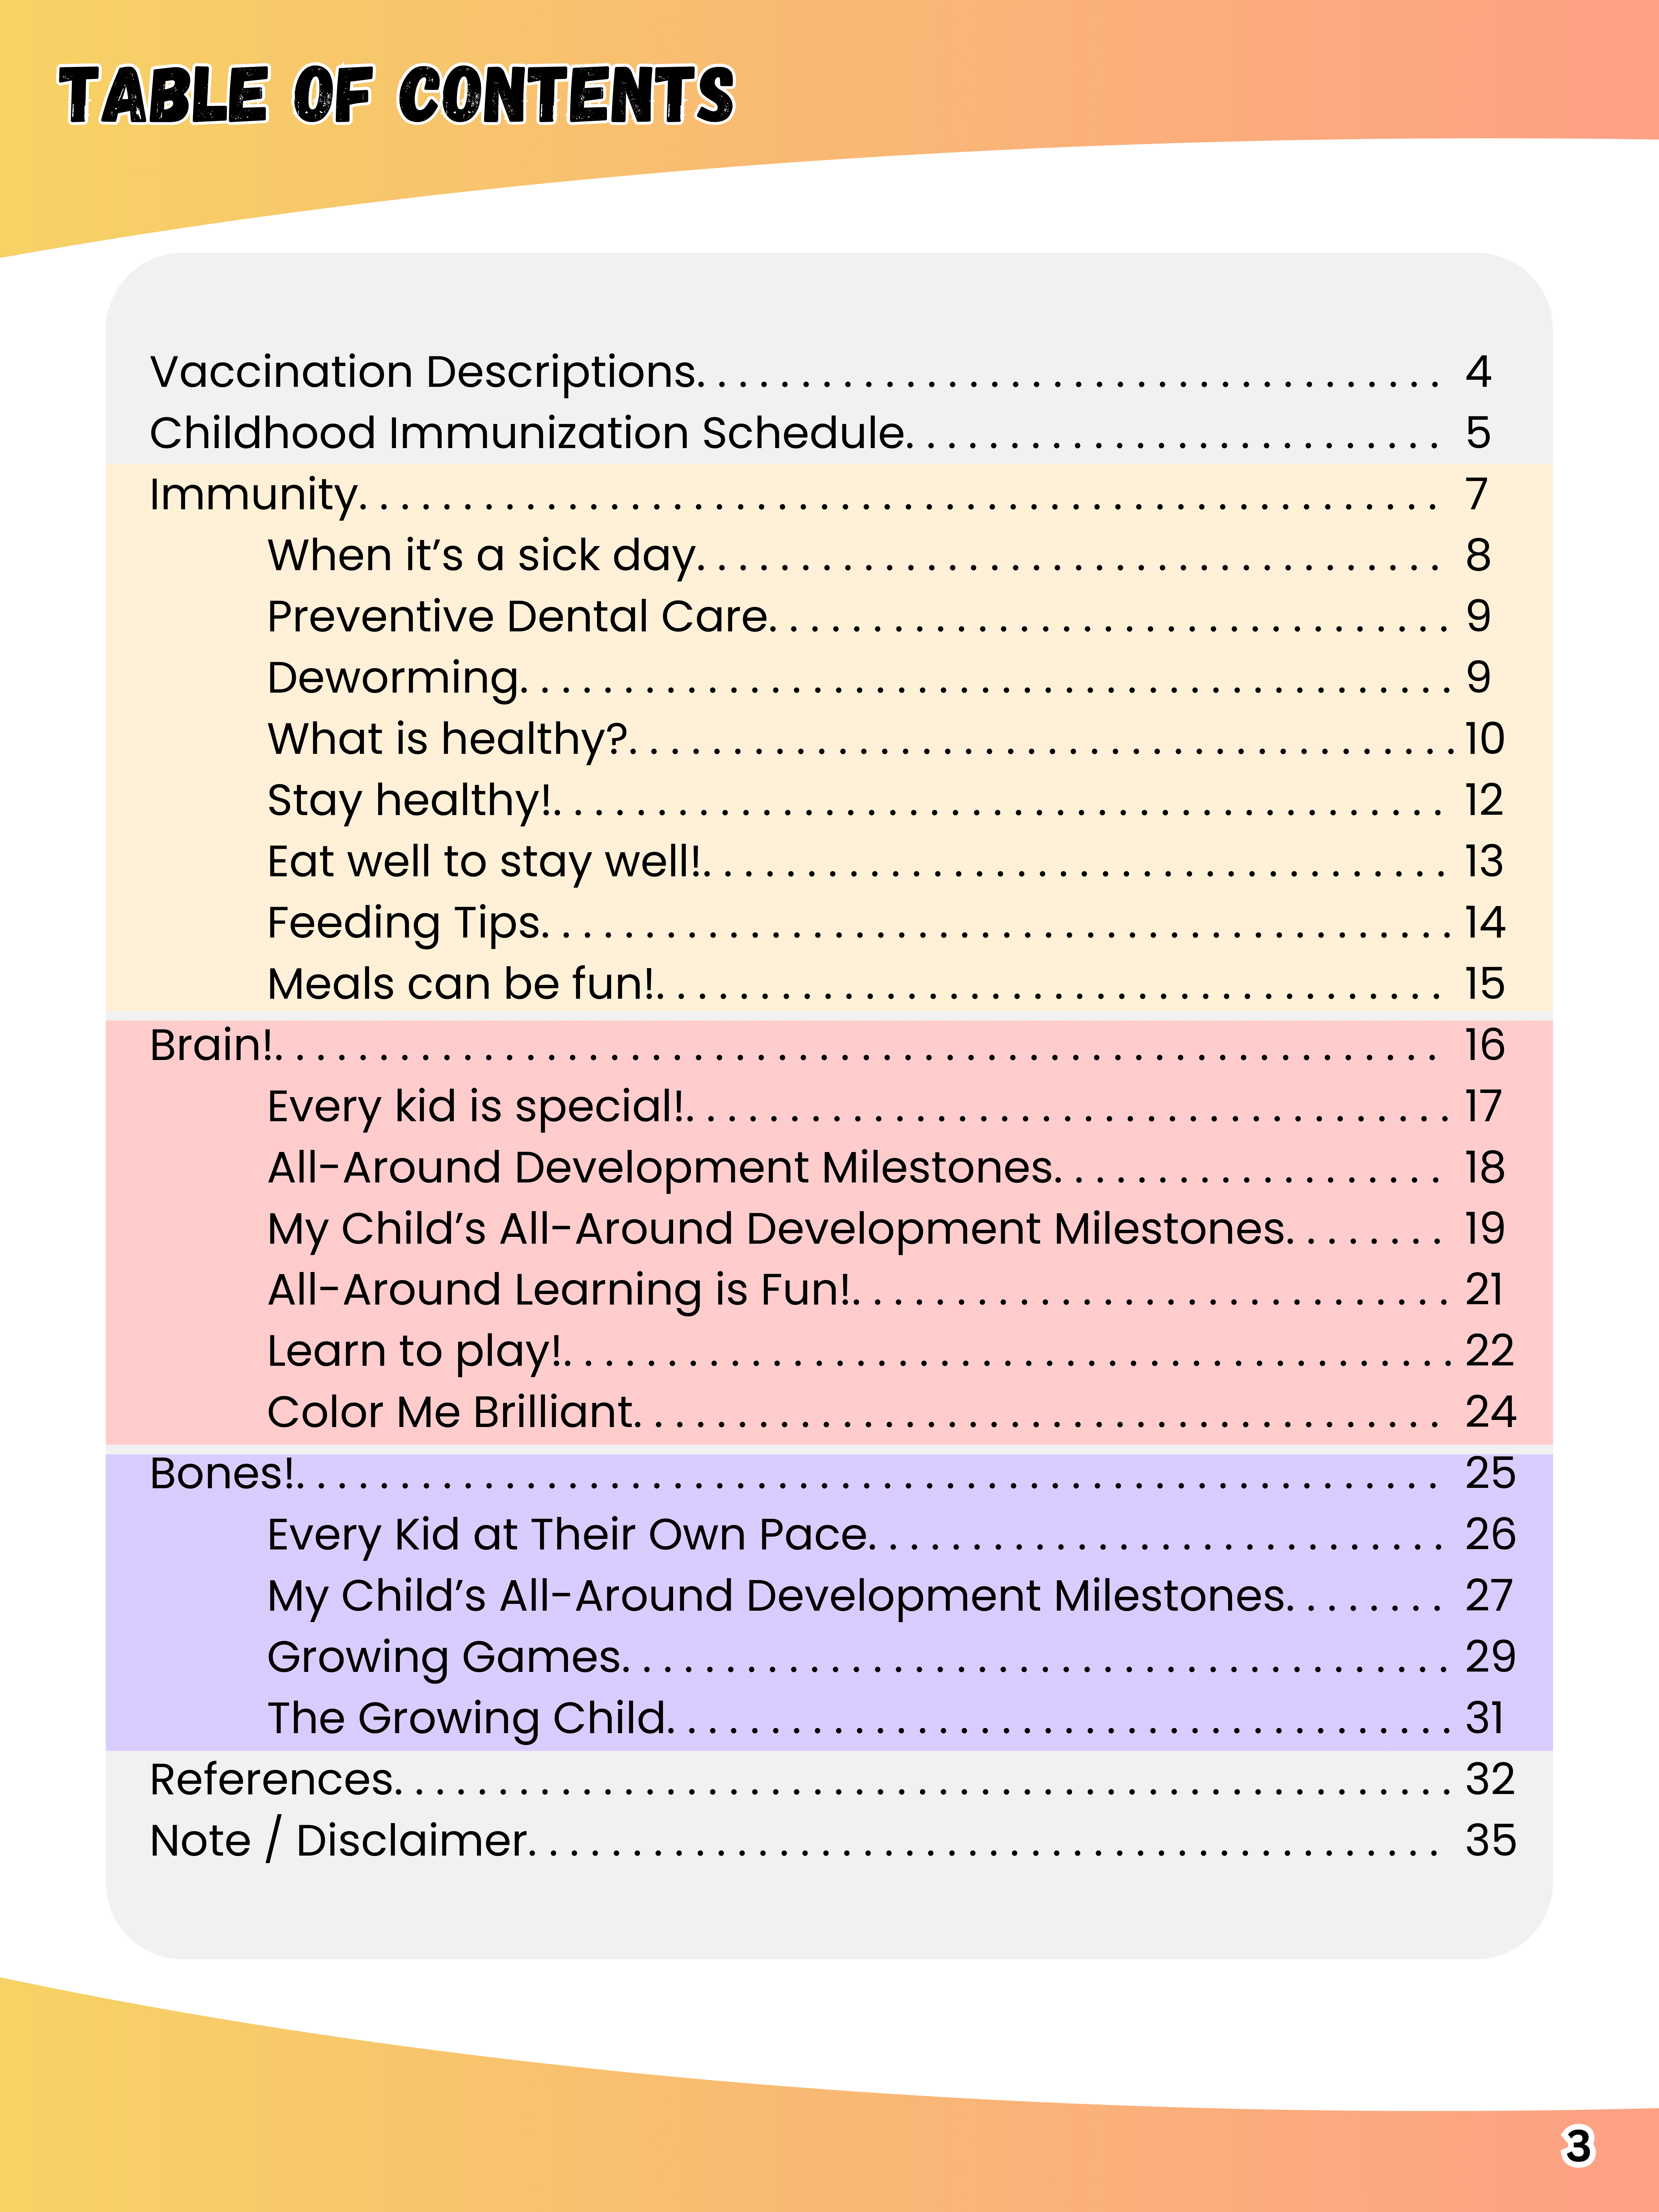 TABLE OF CONTENTS
Vaccination Descriptions. . . . . . . . . . . . . . . . . . . . . . . . . . . . . . . . . . . . 4
Childhood Immunization Schedule. . . . . . . . . . . . . . . . . . . . . . . . . . 5
Immunity. . . . . . . . . . . . . . . . . . . . . . . . . . . . . . . . . . . . . . . . . . . . . . . . . . . . 7
When it's a sick day. . . . . . . . . . . . . . . . . . . . . . . . . . . . . . . . . . . . 8
Preventive Dental Care. . . . . . . . . . . . . . . . . . . . . . . . . . . . . . . . . 9
Deworming. . . . . . . . . . . . . . . . . . . . . . . . . . . . . . . . . . . . . . . . . . . . . 9
What is healthy?. . . . . . . . . . . . . . . . . . . . . . . . . . . . . . . . . . . . . . . . 10
Stay healthy!. . . . . . . . . . . . . . . . . . . . . . . . . . . . . . . . . . . . . . . . . . . 12
Eat well to stay well!. . . . . . . . . . . . . . . . . . . . . . . . . . . . . . . . . . . . 13
Feeding Tips. . . . . . . . . . . . . . . . . . . . . . . . . . . . . . . . . . . . . . . . . . . . 14
Meals can be fun!. . . . . . . . . . . . . . . . . . . . . . . . . . . . . . . . . . . . . . 15
Brain!. . . . . . . . . . . . . . . . . . . . . . . . . . . . . . . . . . . . . . . . . . . . . . . . . . . . . . . . 16
Every kid is special!. . . . . . . . . . . . . . . . . . . . . . . . . . . . . . . . . . . . . 17
All-Around Development Milestones. . . . . . . . . . . . . . . . . . . 18
My Child's All-Around Development Milestones. . . . . . . . 19
All-Around Learning is Fun!. . . . . . . . . . . . . . . . . . . . . . . . . . . . . 21
Learn to play!. . . . . . . . . . . . . . . . . . . . . . . . . . . . . . . . . . . . . . . . . . . 22
Color Me Brilliant. . . . . . . . . . . . . . . . . . . . . . . . . . . . . . . . . . . . . . . 24
Bones!. . . . . . . . . . . . . . . . . . . . . . . . . . . . . . . . . . . . . . . . . . . . . . . . . . . . . . . 25
Every Kid at Their Own Pace. . . . . . . . . . . . . . . . . . . . . . . . . . . . 26
My Child's All-Around Development Milestones. . . . . . . . 27
Growing Games. . . . . . . . . . . . . . . . . . . . . . . . . . . . . . . . . . . . . . . . 29
The Growing Child. . . . . . . . . . . . . . . . . . . . . . . . . . . . . . . . . . . . . . 31
References. . . . . . . . . . . . . . . . . . . . . . . . . . . . . . . . . . . . . . . . . . . . . . . . . . . 32
Note / Disclaimer. . . . . . . . . . . . . . . . . . . . . . . . . . . . . . . . . . . . . . . . . . . . 35
3